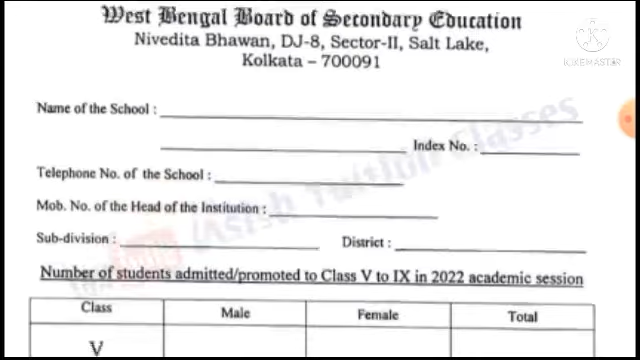 West Bengal Board of Secondary Education
Nivedita Bhawan, DJ-8, Sector-II, Salt Lake,
Kolkata – 700091
KINEMASTER
Name of the School :
Index No. :
Telephone No. of the School :
Mob. No. of the Head of the Institution :
Sub-division :
District :
Asish Tuition Classes
Number of students admitted/promoted to Class V to IX in 2022 academic session
Class Male Female Total
V